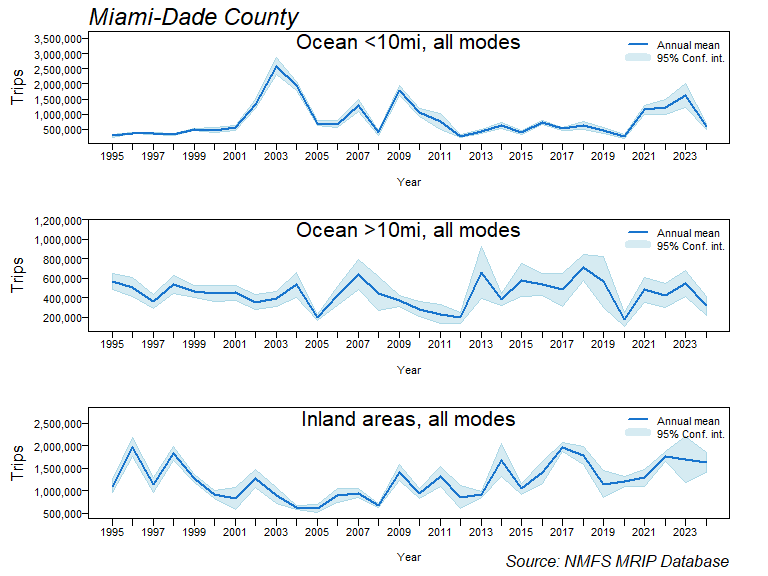 Miami-Dade County
Ocean <10mi, all modes
Annual mean
95% Conf. int.
Trips
3,500,000
3,000,000
2,500,000
2,000,000
1,500,000
1,000,000
500,000
1995 1997 1999 2001 2003 2005 2007 2009 2011 2013 2015 2017 2019 2021 2023
Year
Ocean >10mi, all modes
Annual mean
95% Conf. int.
Trips
1,200,000
1,000,000
800,000
600,000
400,000
200,000
1995 1997 1999 2001 2003 2005 2007 2009 2011 2013 2015 2017 2019 2021 2023
Year
Inland areas, all modes
Annual mean
95% Conf. int.
Trips
2,500,000
2,000,000
1,500,000
1,000,000
500,000
1995 1997 1999 2001 2003 2005 2007 2009 2011 2013 2015 2017 2019 2021 2023
Year
Source: NMFS MRIP Database